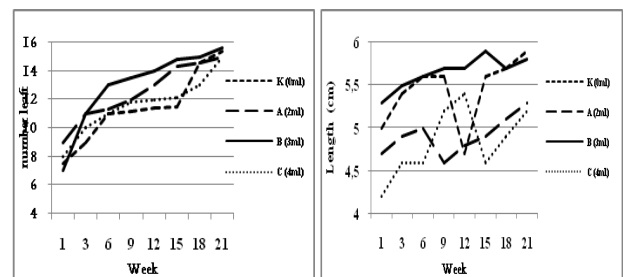 16
14
12
10
8
6
4
number leaft
1 3 6 9 12 15 18 21
Week
K (0ml)
A (2ml)
B (3ml)
C (4ml)
6
5,5
5
4,5
4
Length (cm)
1 3 6 9 12 15 18 21
Week
K (0ml)
A (2ml)
B (3ml)
C (4ml)